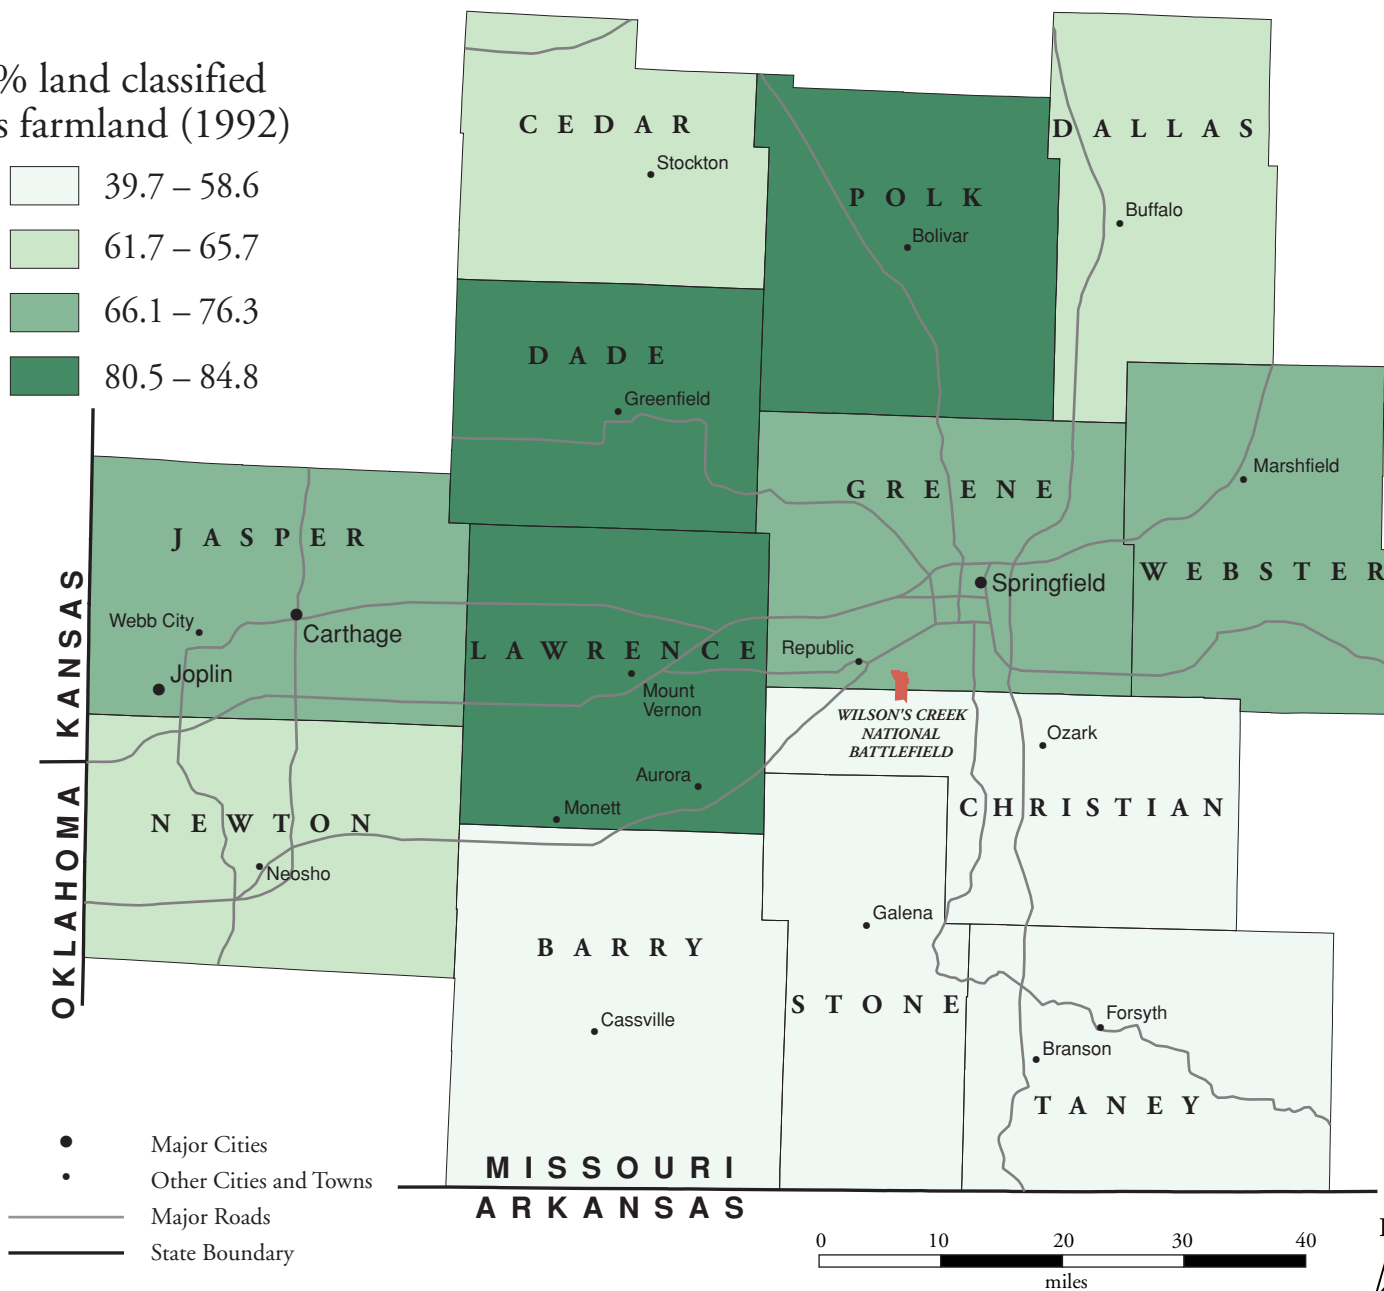 % land classified
s farmland (1992)
39.7 – 58.6
61.7 – 65.7
66.1 – 76.3
80.5 – 84.8
CEDAR
Stockton
POLK
Bolivar
DALLAS
Buffalo
DADE
Greenfield
GREENE
Springfield
Republic
Marshfield
WEBSTER
JASPER
Webb City
Carthage
Joplin
LAWRENCE
Mount
Vernon
Aurora
Monett
WILSON'S CREEK
NATIONAL
BATTLEFIELD
Ozark
CHRISTIAN
KANSAS
OKLAHOMA
NEWTON
Neosho
BARRY
Cassville
Galena
STONE
Forsyth
Branson
TANEY
MISSOURI
ARKANSAS
Major Cities
Other Cities and Towns
Major Roads
State Boundary
0 10 20 30 40
miles